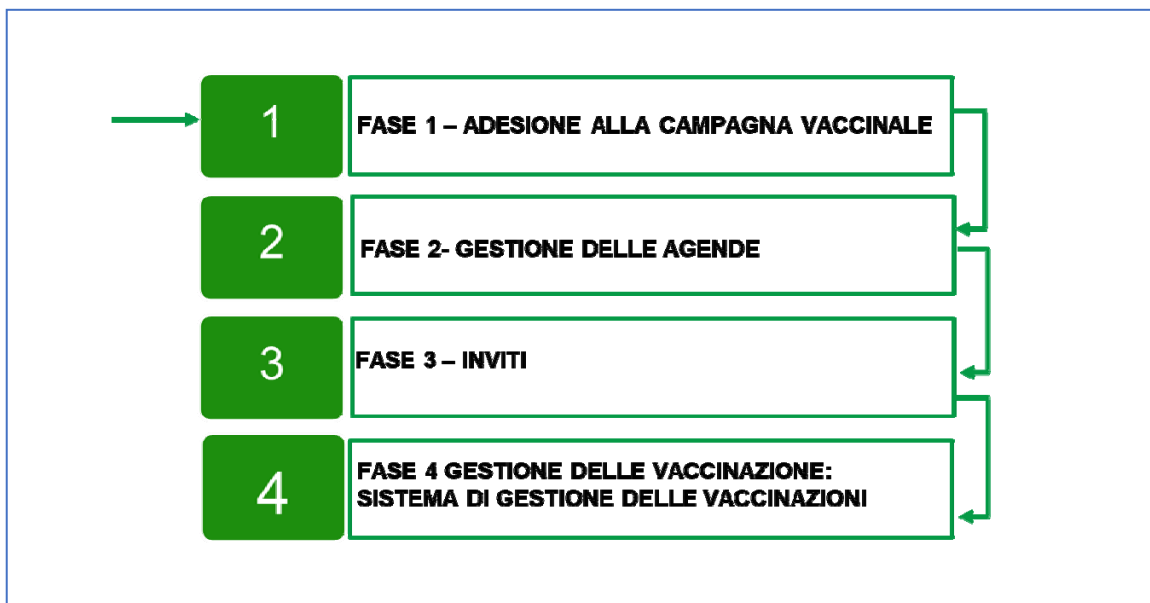 1
FASE 1 – ADESIONE ALLA CAMPAGNA VACCINALE
2
FASE 2- GESTIONE DELLE AGENDE
3
FASE 3 – INVITI
4
FASE 4 GESTIONE DELLE VACCINAZIONE:
SISTEMA DI GESTIONE DELLE VACCINAZIONI